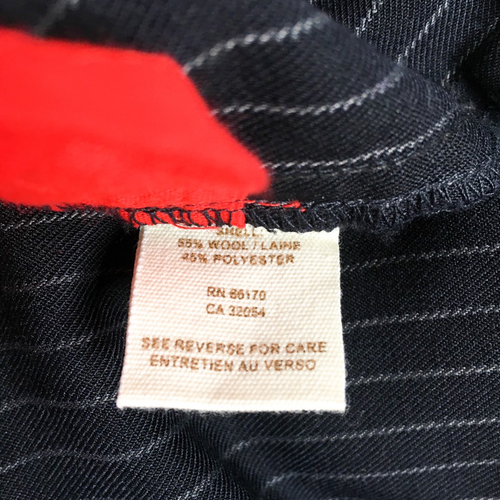 55% WOOL / LAINE
45% POLYESTER
RN 66170
CA 32054
SEE REVERSE FOR CARE
ENTRETIEN AU VERSO